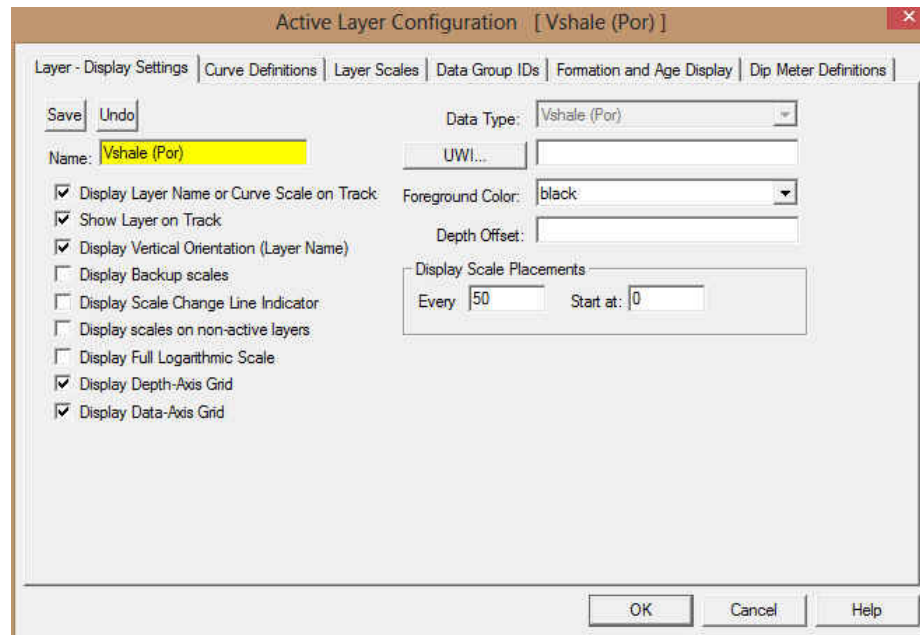 Active Layer Configuration [ Vshale (Por) ]
Layer - Display Settings Curve Definitions Layer Scales Data Group IDs Formation and Age Display Dip Meter Definitions
Save Undo
Name: Vshale (Por)
Display Layer Name or Curve Scale on Track
Show Layer on Track
Display Vertical Orientation (Layer Name)
Display Backup scales
Display Scale Change Line Indicator
Display scales on non-active layers
Display Full Logarithmic Scale
Display Depth-Axis Grid
Display Data-Axis Grid
Data Type: Vshale (Por)
UWI...
Foreground Color: black
Depth Offset:
Display Scale Placements
Every 50 Start at: 0
OK Cancel Help